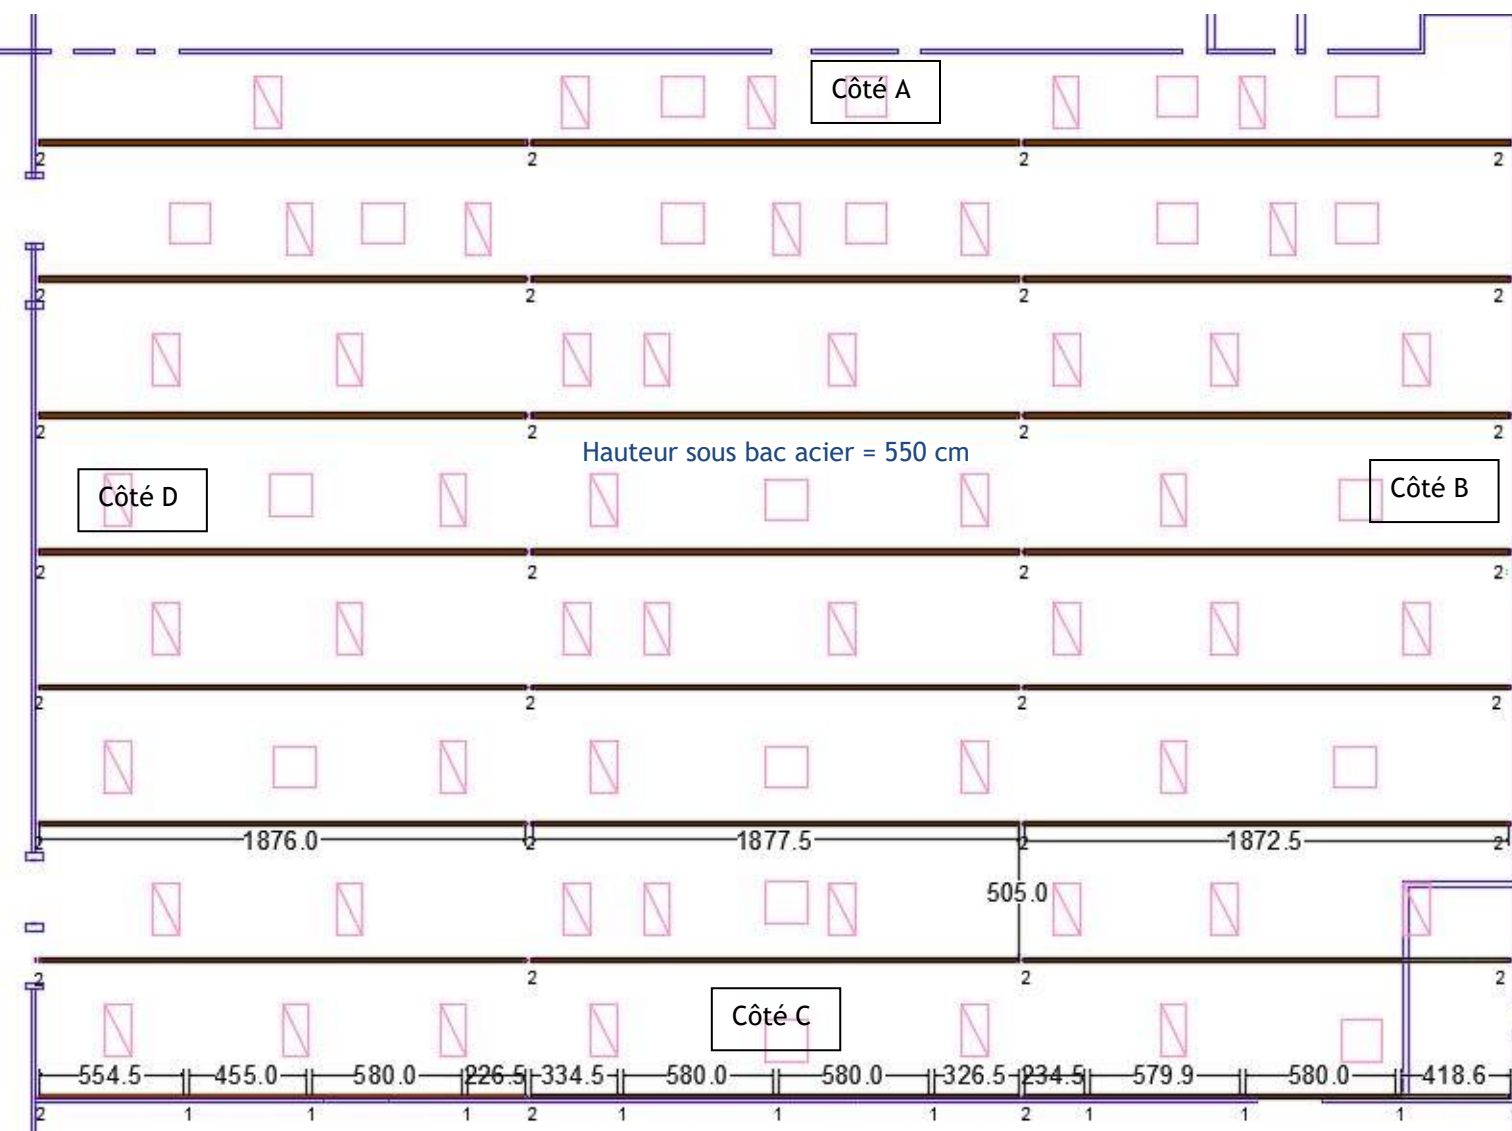 Côté A
2 2 2 2
2 2 2 2
2 2 2 2
Hauteur sous bac acier = 550 cm
Côté D
Côté B
2 2 2 2
2 2 2 2
2 1876.0 2 1877.5 2 1872.5 2
505.0
2 2 2 2
Côté C
554.5 455.0 580.0 226.5 334.5 580.0 580.0 326.5 234.5 579.9 580.0 418.6
2 1 1 1 2 1 1 1 2 1 1 1